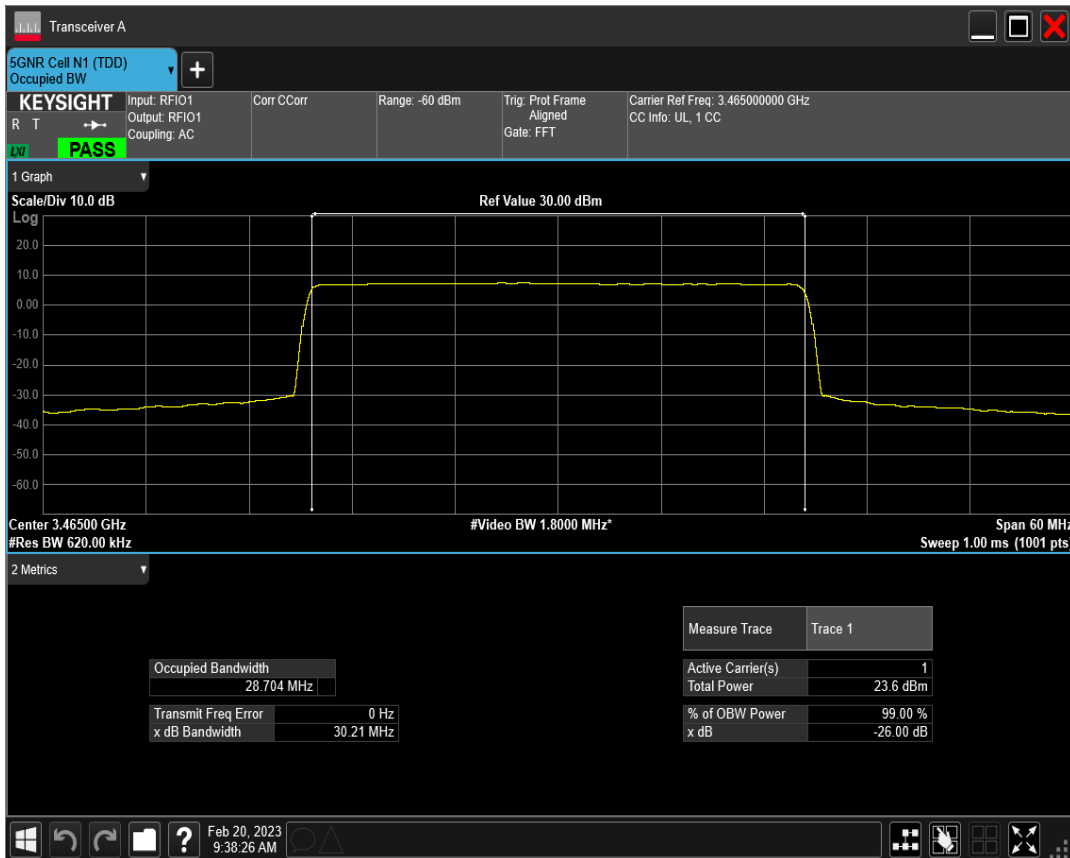 Transceiver A
5GNR Cell N1 (TDD)
Occupied BW
+
KEYSIGHT
R T
LXI
PASS
Input: RFIO1
Output: RFIO1
Coupling: AC
Corr CCorr
Range: -60 dBm
Trig: Prot Frame
Aligned
Gate: FFT
Carrier Ref Freq: 3.465000000 GHz
CC Info: UL, 1 CC
1 Graph
Scale/Div 10.0 dB
Ref Value 30.00 dBm
Log
20.0
10.0
0.00
-10.0
-20.0
-30.0
-40.0
-50.0
-60.0
Center 3.46500 GHz
#Video BW 1.8000 MHz*
Span 60 MHz
#Res BW 620.00 kHz
Sweep 1.00 ms (1001 pts)
2 Metrics
Measure Trace Trace 1
Occupied Bandwidth
28.704 MHz
Transmit Freq Error 0 Hz
x dB Bandwidth 30.21 MHz
Active Carrier(s) 1
Total Power 23.6 dBm
% of OBW Power 99.00 %
x dB -26.00 dB
?
Feb 20, 2023
9:38:26 AM